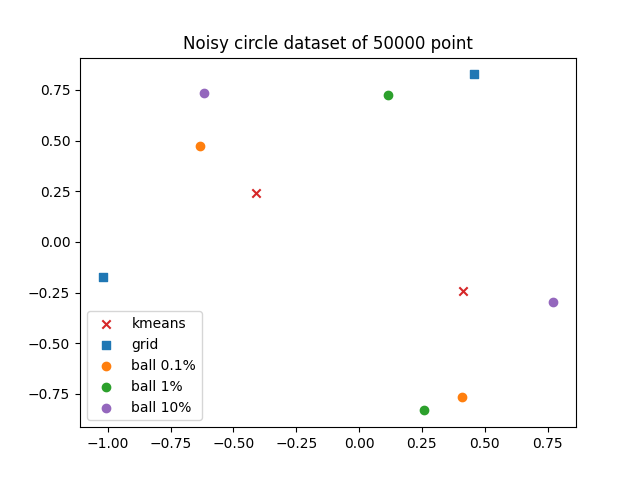 Noisy circle dataset of 50000 point
0.75
0.50
0.25
0.00
−0.25
−0.50
−0.75
kmeans
grid
ball 0.1%
ball 1%
ball 10%
−1.00 −0.75 −0.50 −0.25 0.00 0.25 0.50 0.75